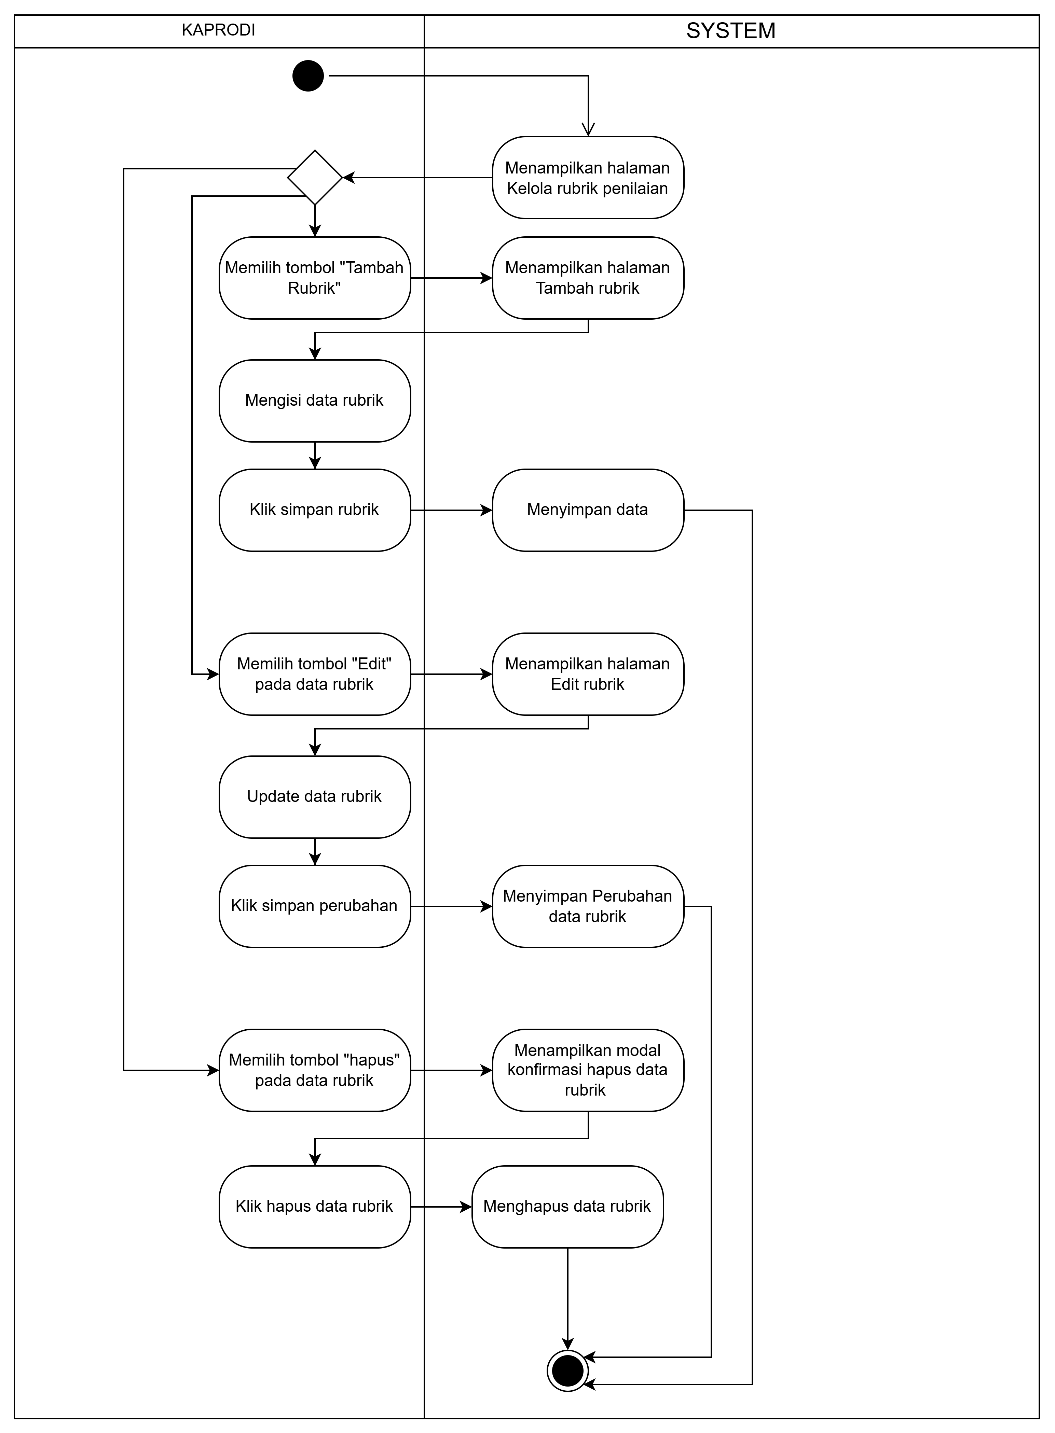 KAPRODI
SYSTEM
Menampilkan halaman
Kelola rubrik penilaian
Memilih tombol "Tambah
Rubrik"
Menampilkan halaman
Tambah rubrik
Mengisi data rubrik
Klik simpan rubrik
Menyimpan data
Memilih tombol "Edit"
pada data rubrik
Menampilkan halaman
Edit rubrik
Update data rubrik
Klik simpan perubahan
Menyimpan Perubahan
data rubrik
Memilih tombol "hapus"
pada data rubrik
Menampilkan modal
konfirmasi hapus data
rubrik
Klik hapus data rubrik
Menghapus data rubrik